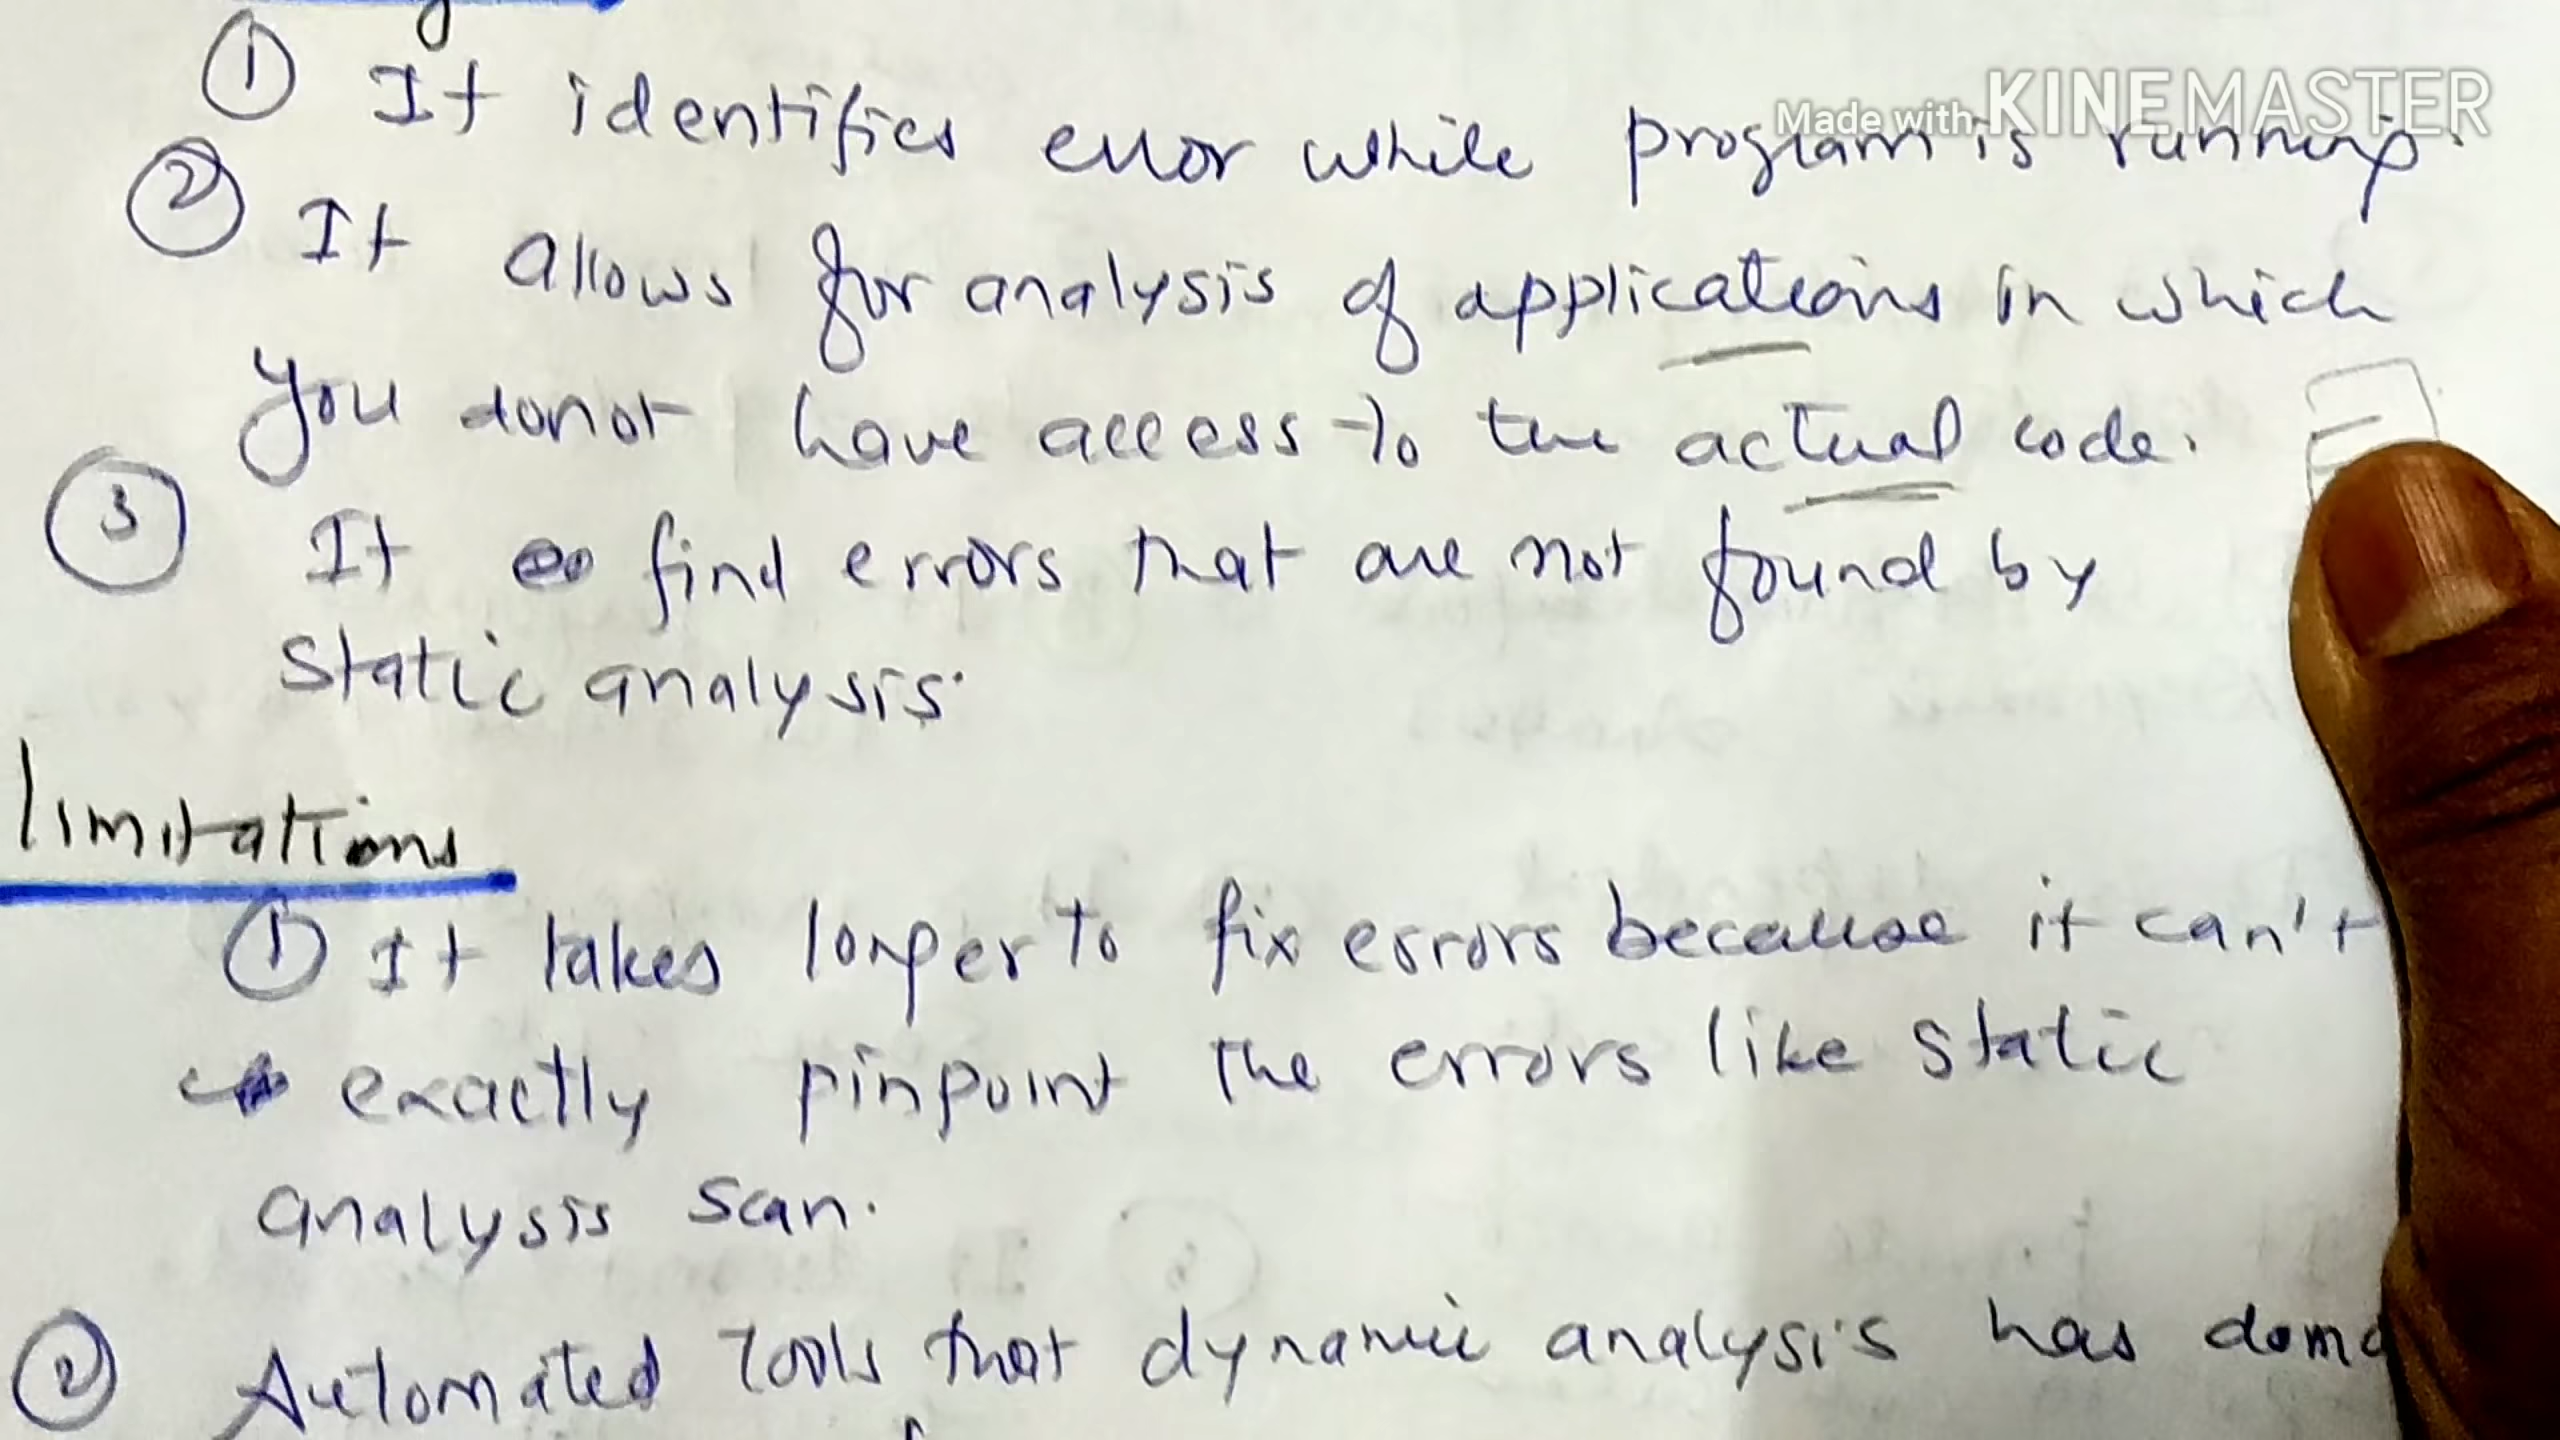 ① It identifies error while program is running.
Made with KINEMASTER
② It allows for analysis of applications in which
you donot have access to the actual code.
③ It find errors that are not found by
static analysis.
limitations
① It takes longer to fix errors because it can't
exactly pinpoint the errors like static
analysis scan.
② Automated tools that dynamic analysis has